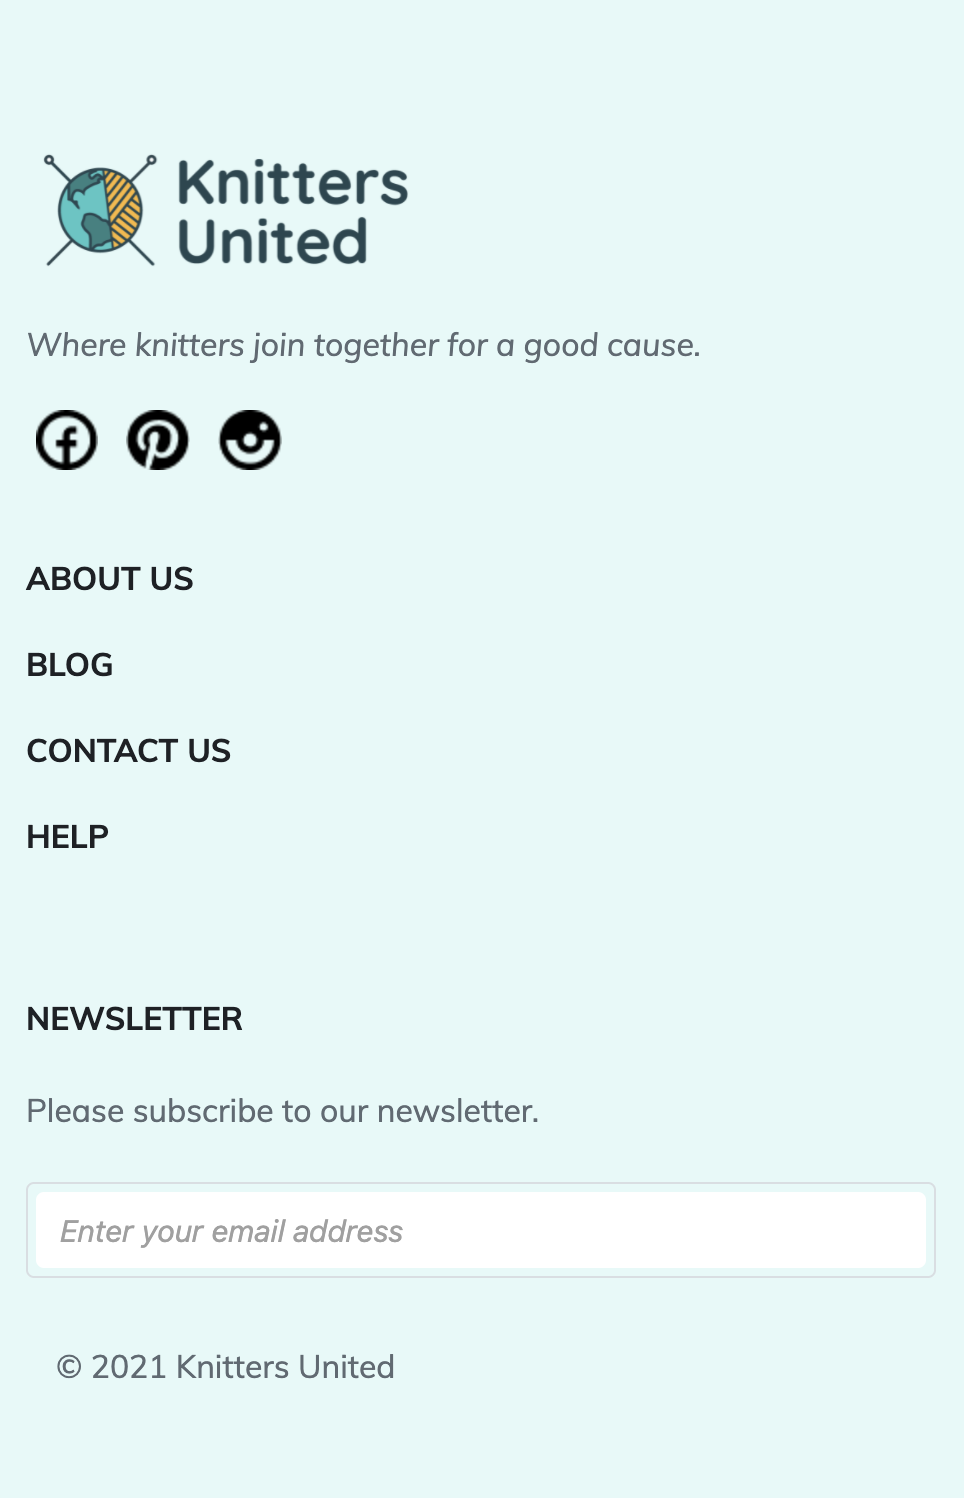 Knitters
United
Where knitters join together for a good cause.
ABOUT US
BLOG
CONTACT US
HELP
NEWSLETTER
Please subscribe to our newsletter.
Enter your email address
© 2021 Knitters United